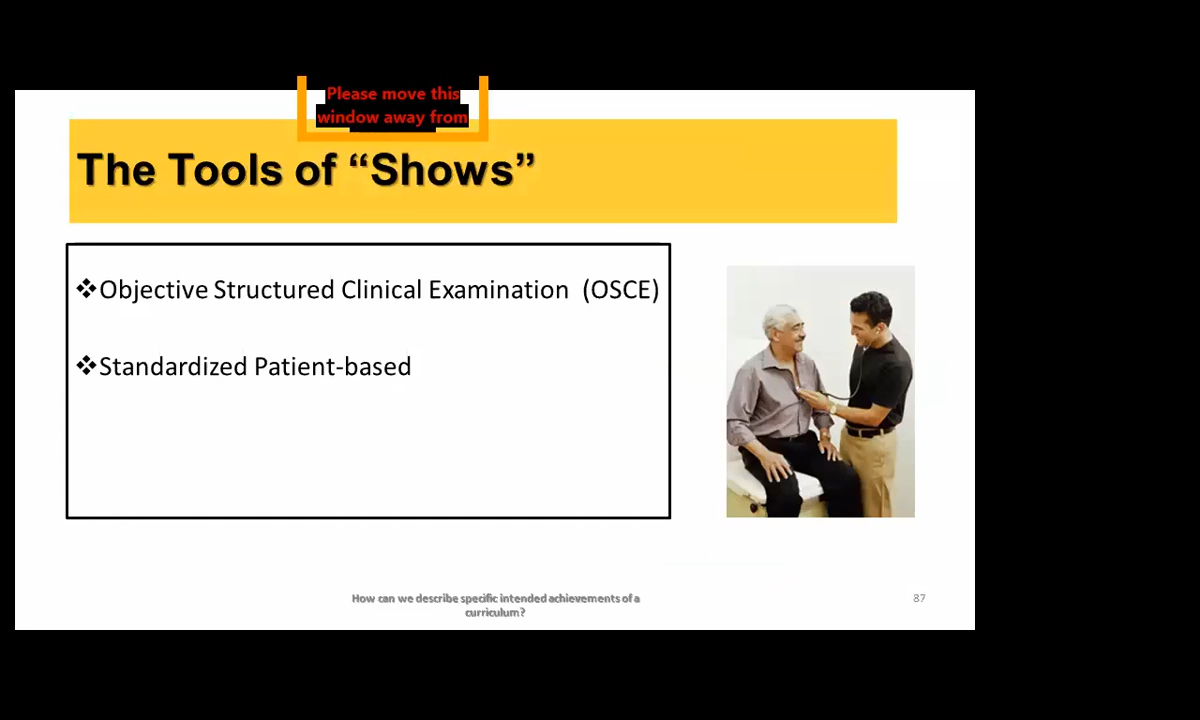 Please move this
window away from
The Tools of “Shows”
❖Objective Structured Clinical Examination (OSCE)
❖Standardized Patient-based
How can we describe specific intended achievements of a
curriculum?
87